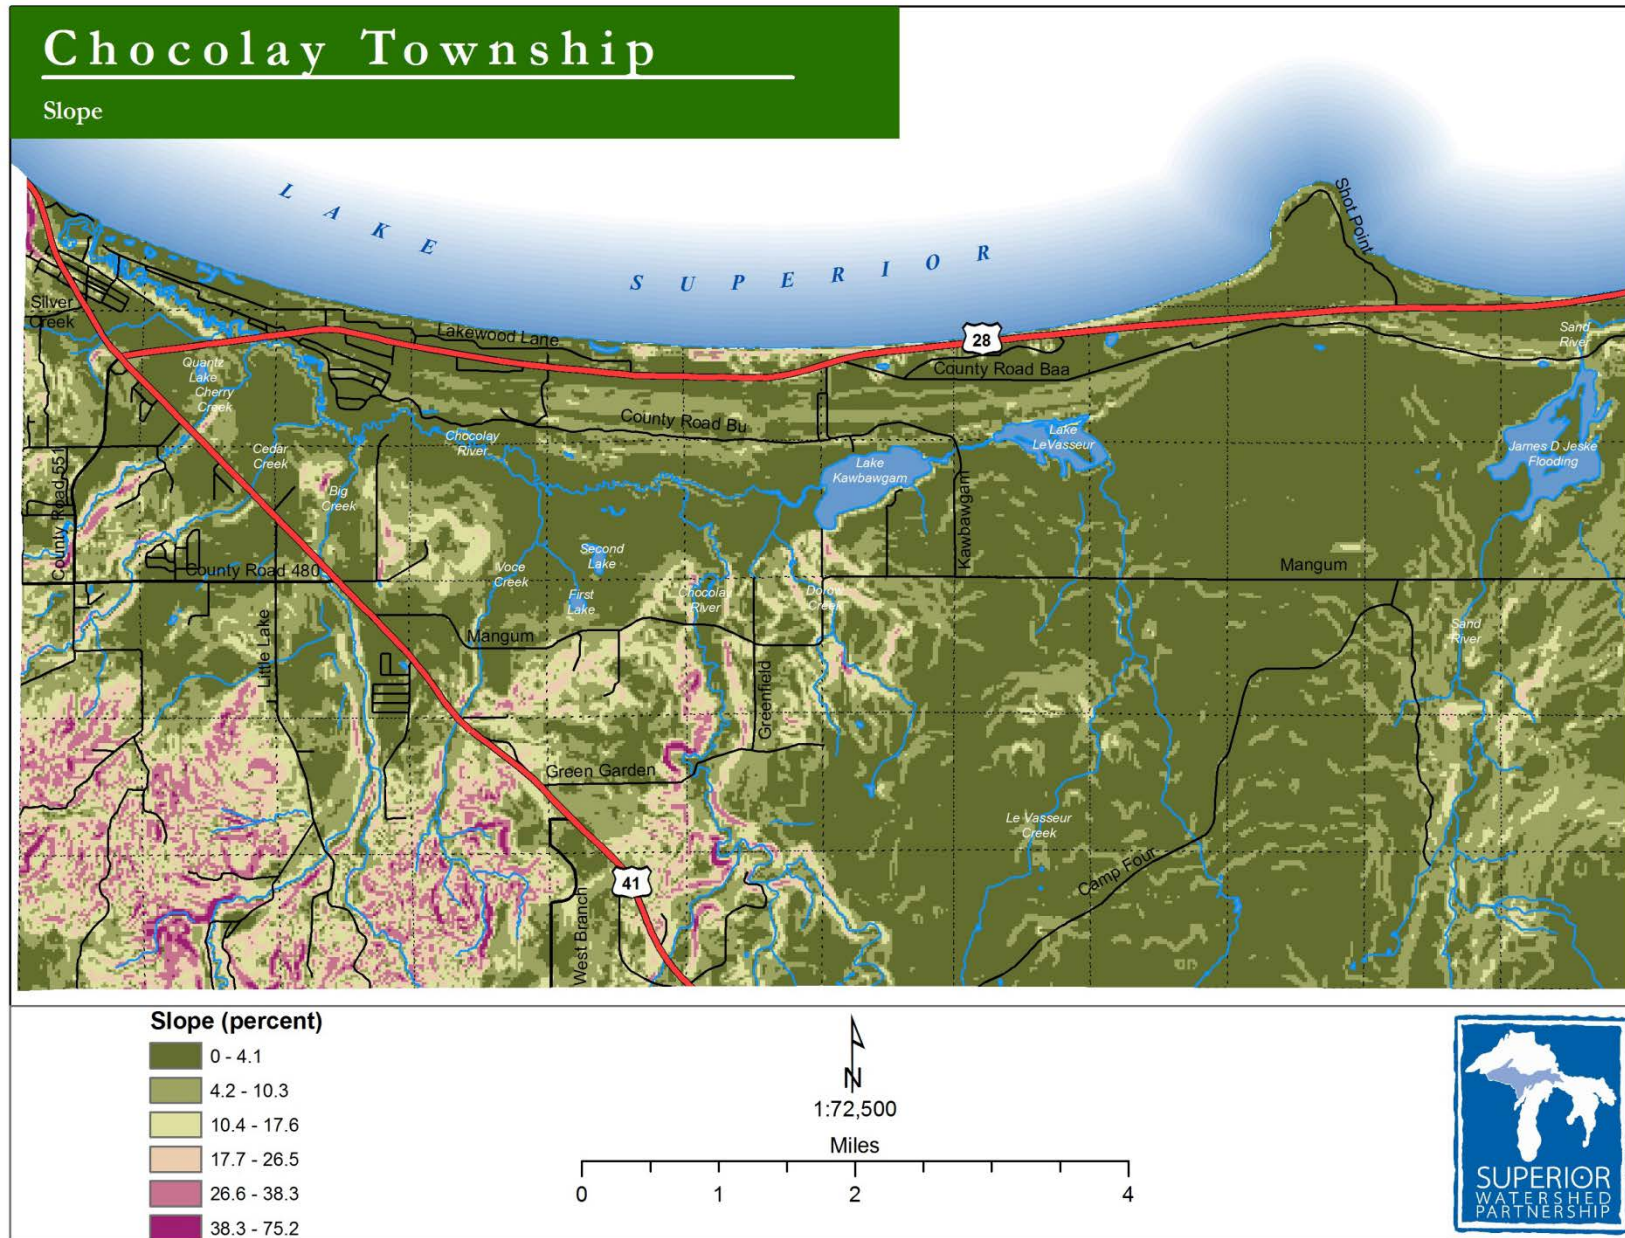 Chocolay Township
Slope
LAKE SUPERIOR
Shot Point
Silver
Creek
Lakewood Lane
28
Sand
River
Quartz
Lake
Cherry
Creek
County Road Baa
County Road Bu
Chocolay
River
Lake
LeVasseur
James D Jeske
Flooding
Cedar
Creek
Lake
Kawbawgam
County Road 551
Big
Creek
Kawbawgam
Second
Lake
County Road 480
Voce
Creek
Mangum
First
Lake
Chocolay
River
Dorow
Creek
Mangum
Sand
River
Little Lake
Greenfield
Green Garden
Le Vasseur
Creek
Camp Four
41
West Branch
Slope (percent)
0 - 4.1
4.2 - 10.3
10.4 - 17.6
17.7 - 26.5
26.6 - 38.3
38.3 - 75.2
N
1:72,500
Miles
0 1 2 4
SUPERIOR
WATERSHED
PARTNERSHIP